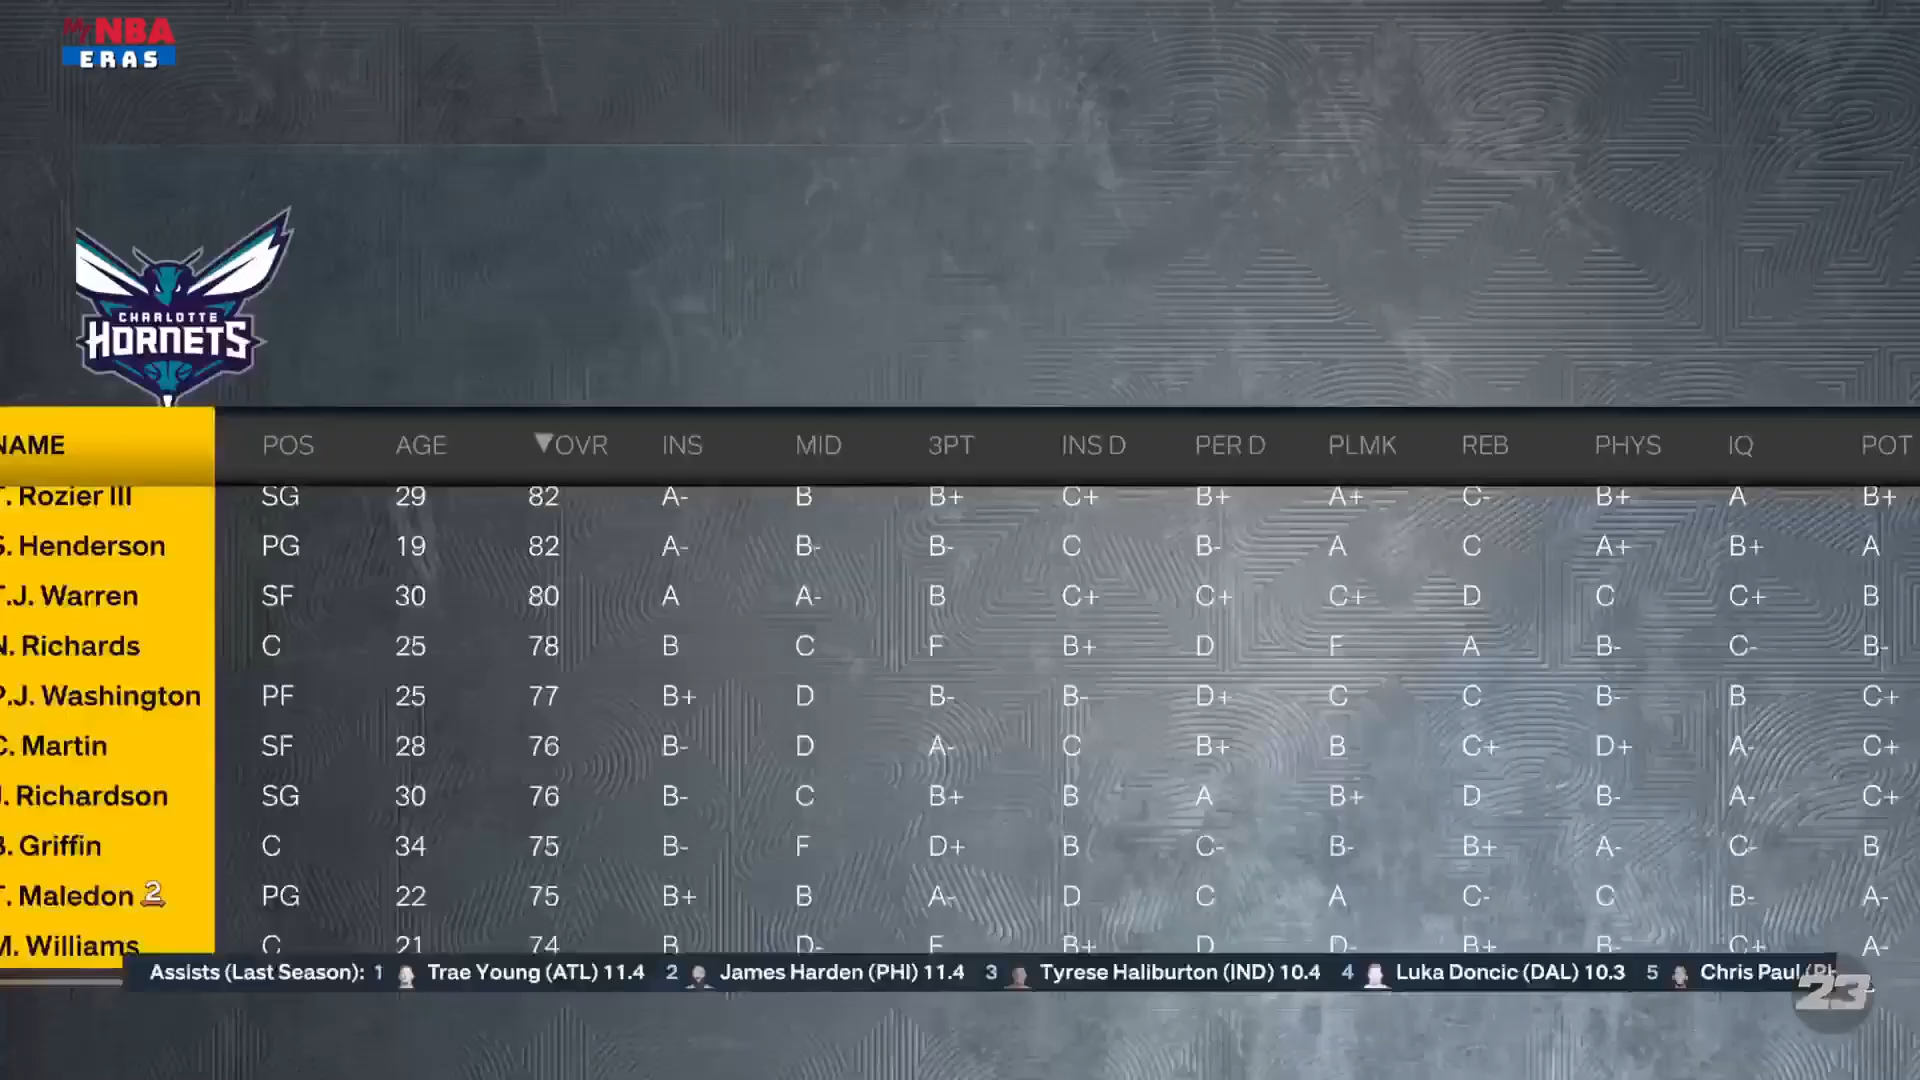 MyNBA
ERAS
CHARLOTTE
HORNETS
NAME POS AGE ▼OVR INS MID 3PT INS D PER D PLMK REB PHYS IQ POT
T. Rozier III SG 29 82 A- B B+ C+ B+ A+ C- B+ A B+
S. Henderson PG 19 82 A- B- B- C B- A C A+ B+ A
T.J. Warren SF 30 80 A A- B C+ C+ C+ D C C+ B
N. Richards C 25 78 B C F B+ D F A B- C- B-
P.J. Washington PF 25 77 B+ D B- B- D+ C C B- B C+
C. Martin SF 28 76 B- D A- C B+ B C+ D+ A- C+
J. Richardson SG 30 76 B- C B+ B A B+ D B- A- C+
B. Griffin C 34 75 B- F D+ B C- B- B+ A- C- B
T. Maledon 2 PG 22 75 B+ B A- D C A C- C B- A-
M. Williams C 21 74 B D- F B+ D D- B+ B- C+ A-
Assists (Last Season): 1 Trae Young (ATL) 11.4 2 James Harden (PHI) 11.4 3 Tyrese Haliburton (IND) 10.4 4 Luka Doncic (DAL) 10.3 5 Chris Paul
23